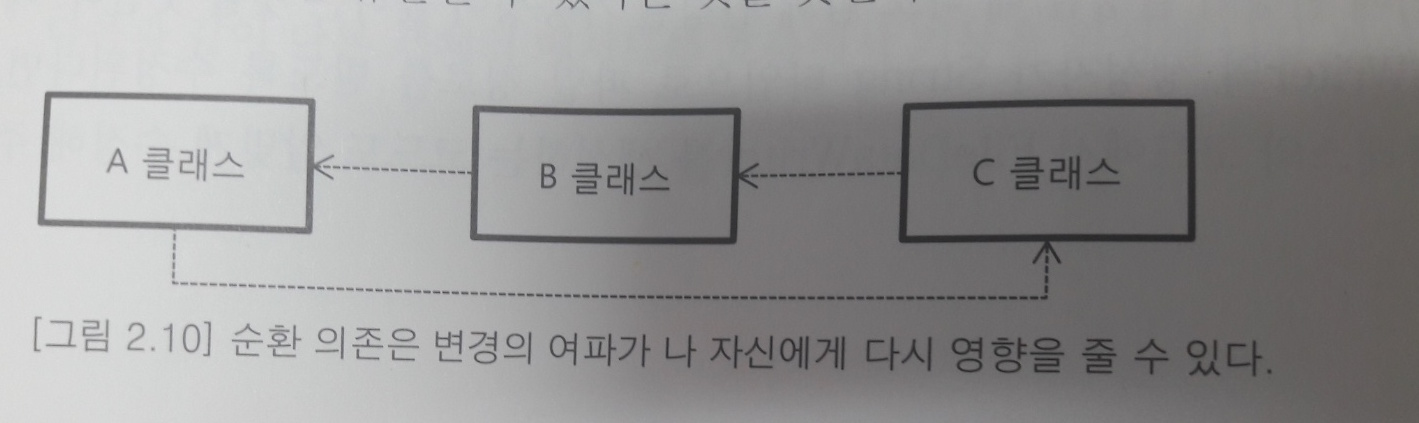 A 클래스
B 클래스
C 클래스
[그림 2.10] 순환 의존은 변경의 여파가 나 자신에게 다시 영향을 줄 수 있다.